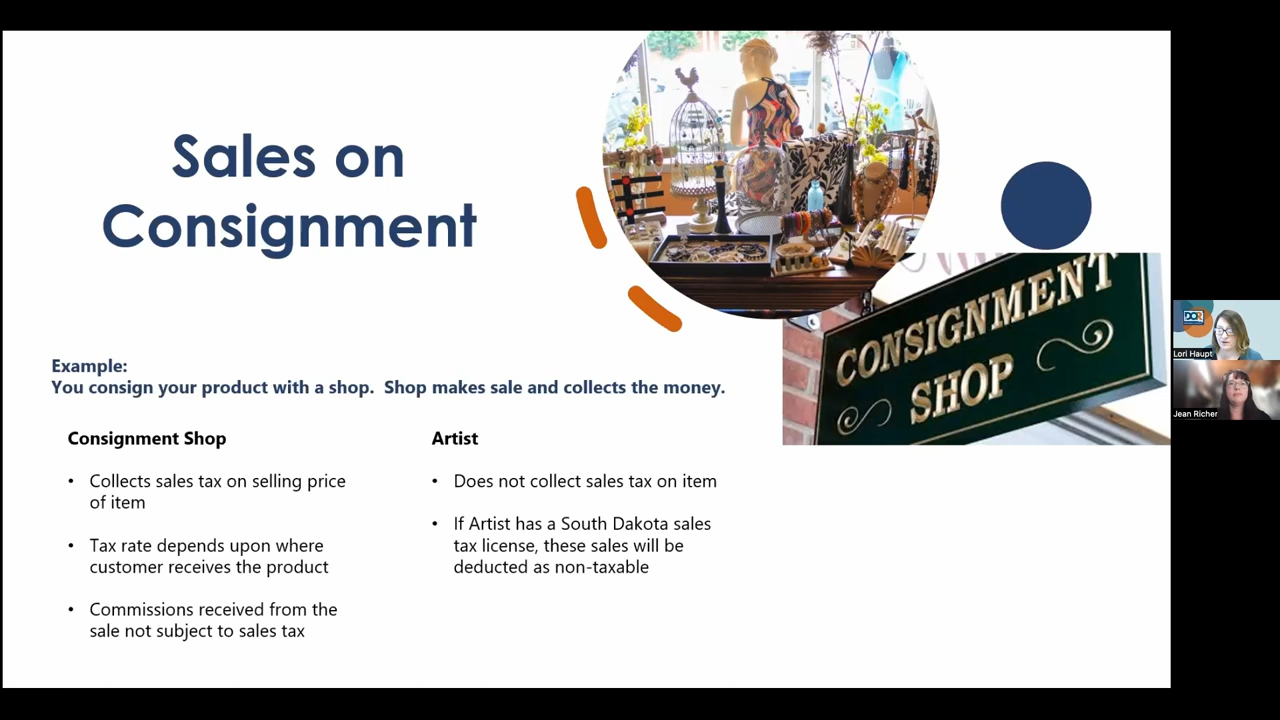 Sales on
Consignment
CONSIGNMENT
SHOP
DOR
Lori Haupt
Jean Richer
Example:
You consign your product with a shop.  Shop makes sale and collects the money.
Consignment Shop
• Collects sales tax on selling price
of item
• Tax rate depends upon where
customer receives the product
• Commissions received from the
sale not subject to sales tax
Artist
• Does not collect sales tax on item
• If Artist has a South Dakota sales
tax license, these sales will be
deducted as non-taxable